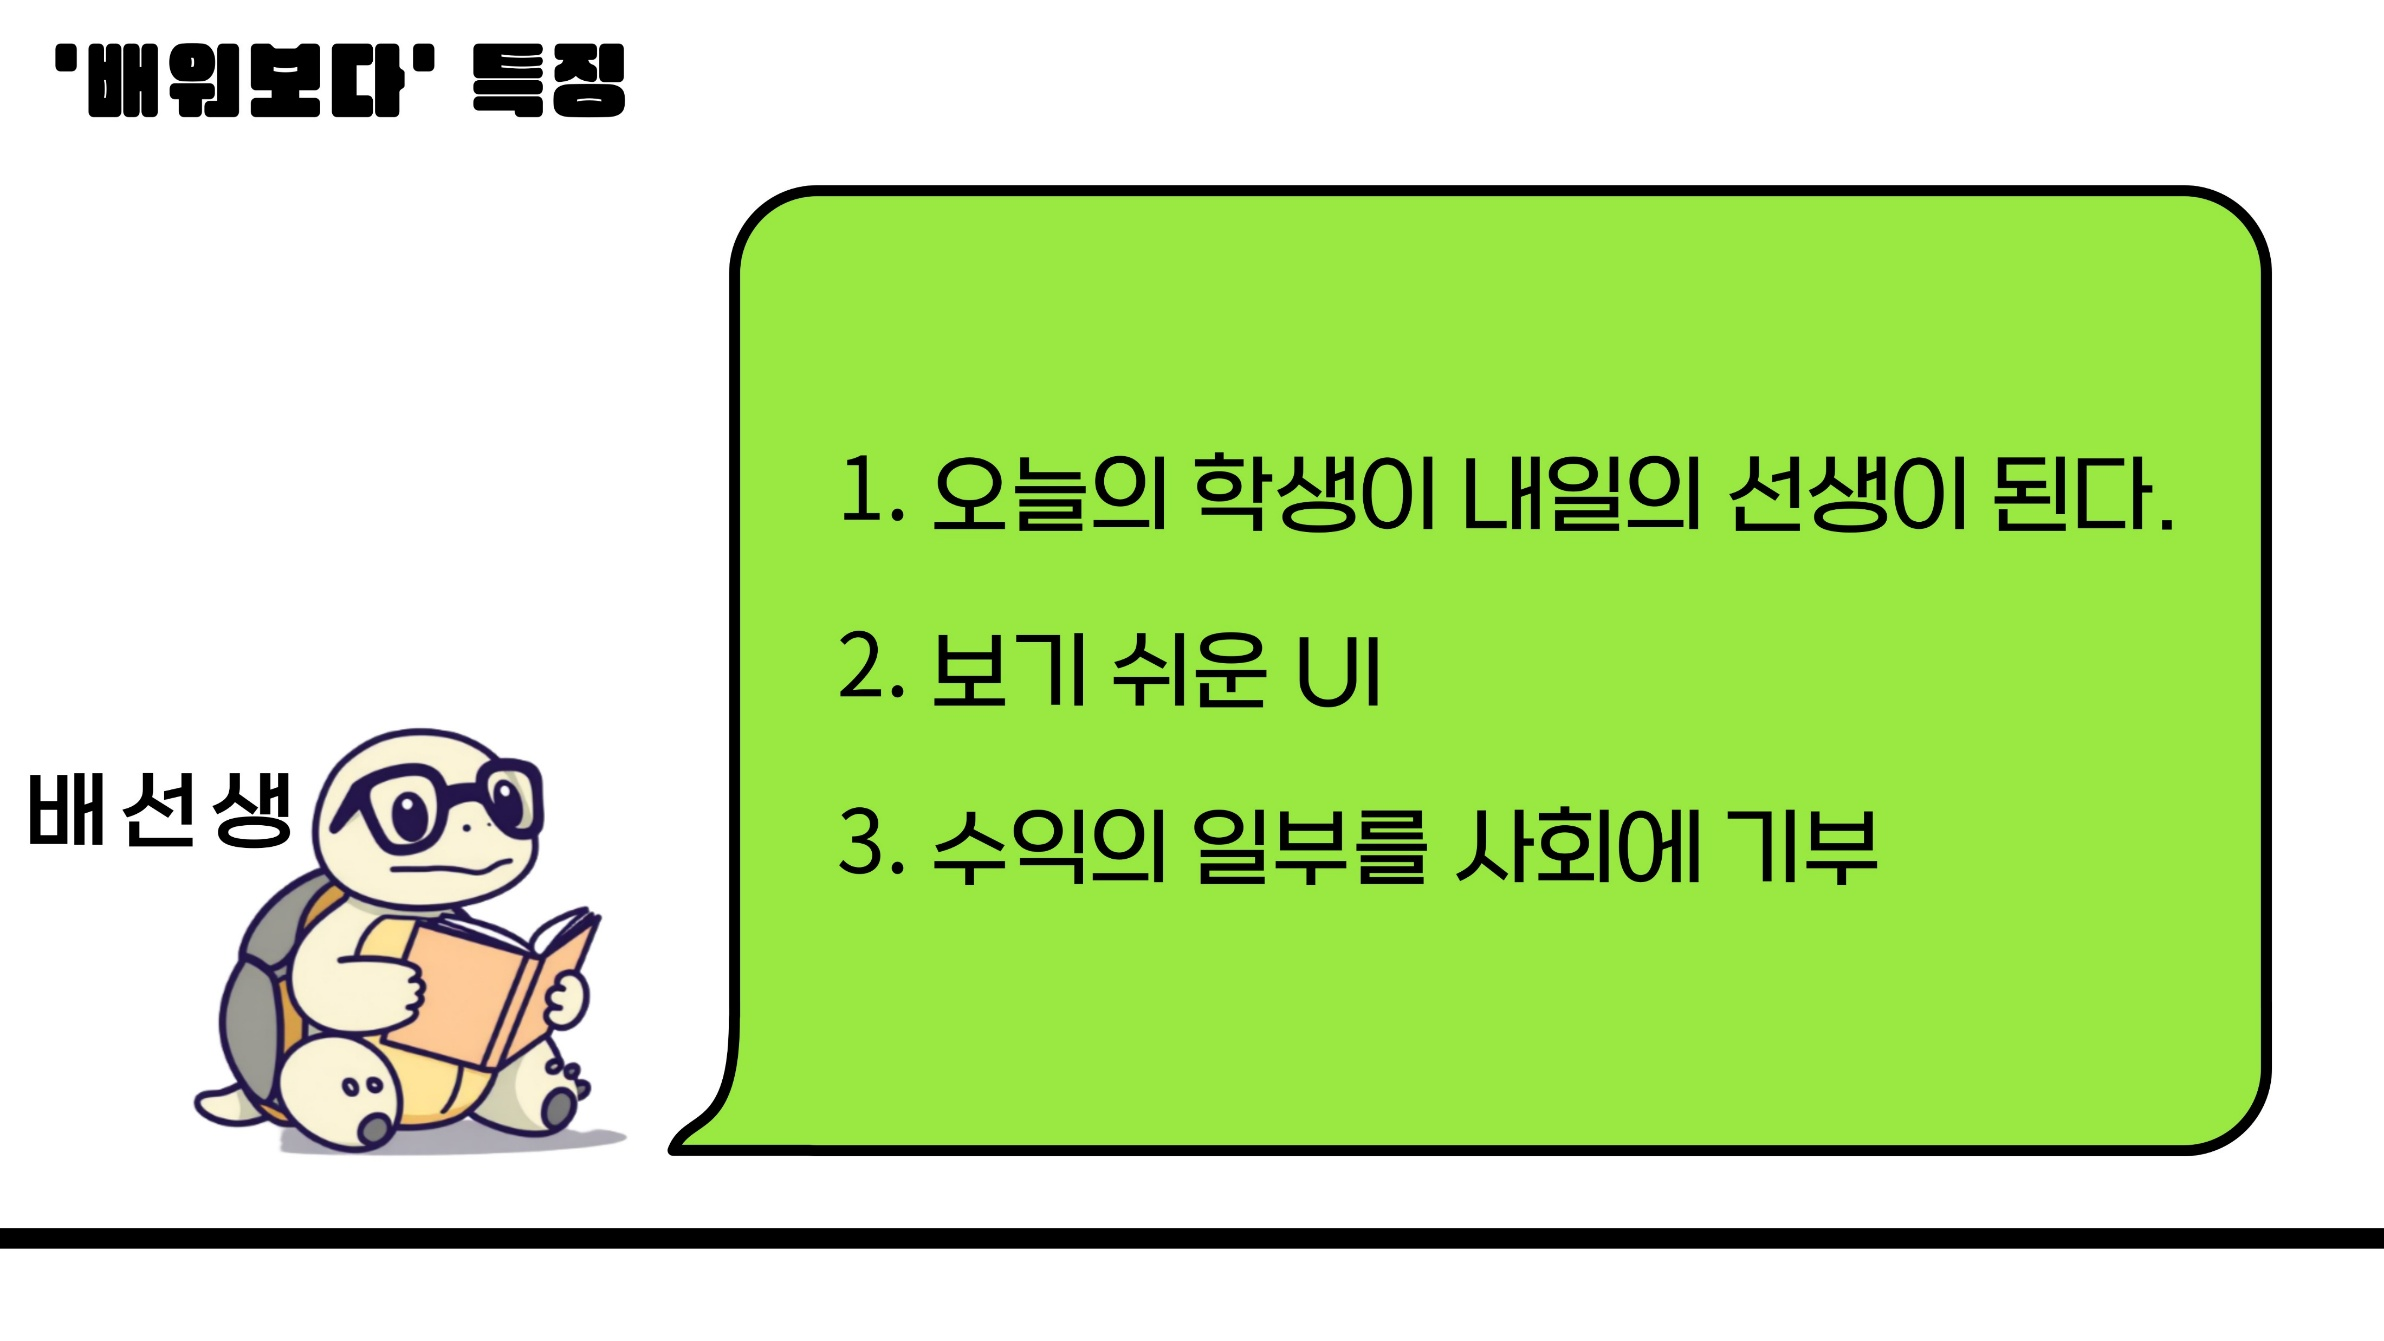 '배워보다' 특징
1. 오늘의 학생이 내일의 선생이 된다.
2. 보기 쉬운 UI
3. 수익의 일부를 사회에 기부
배선생